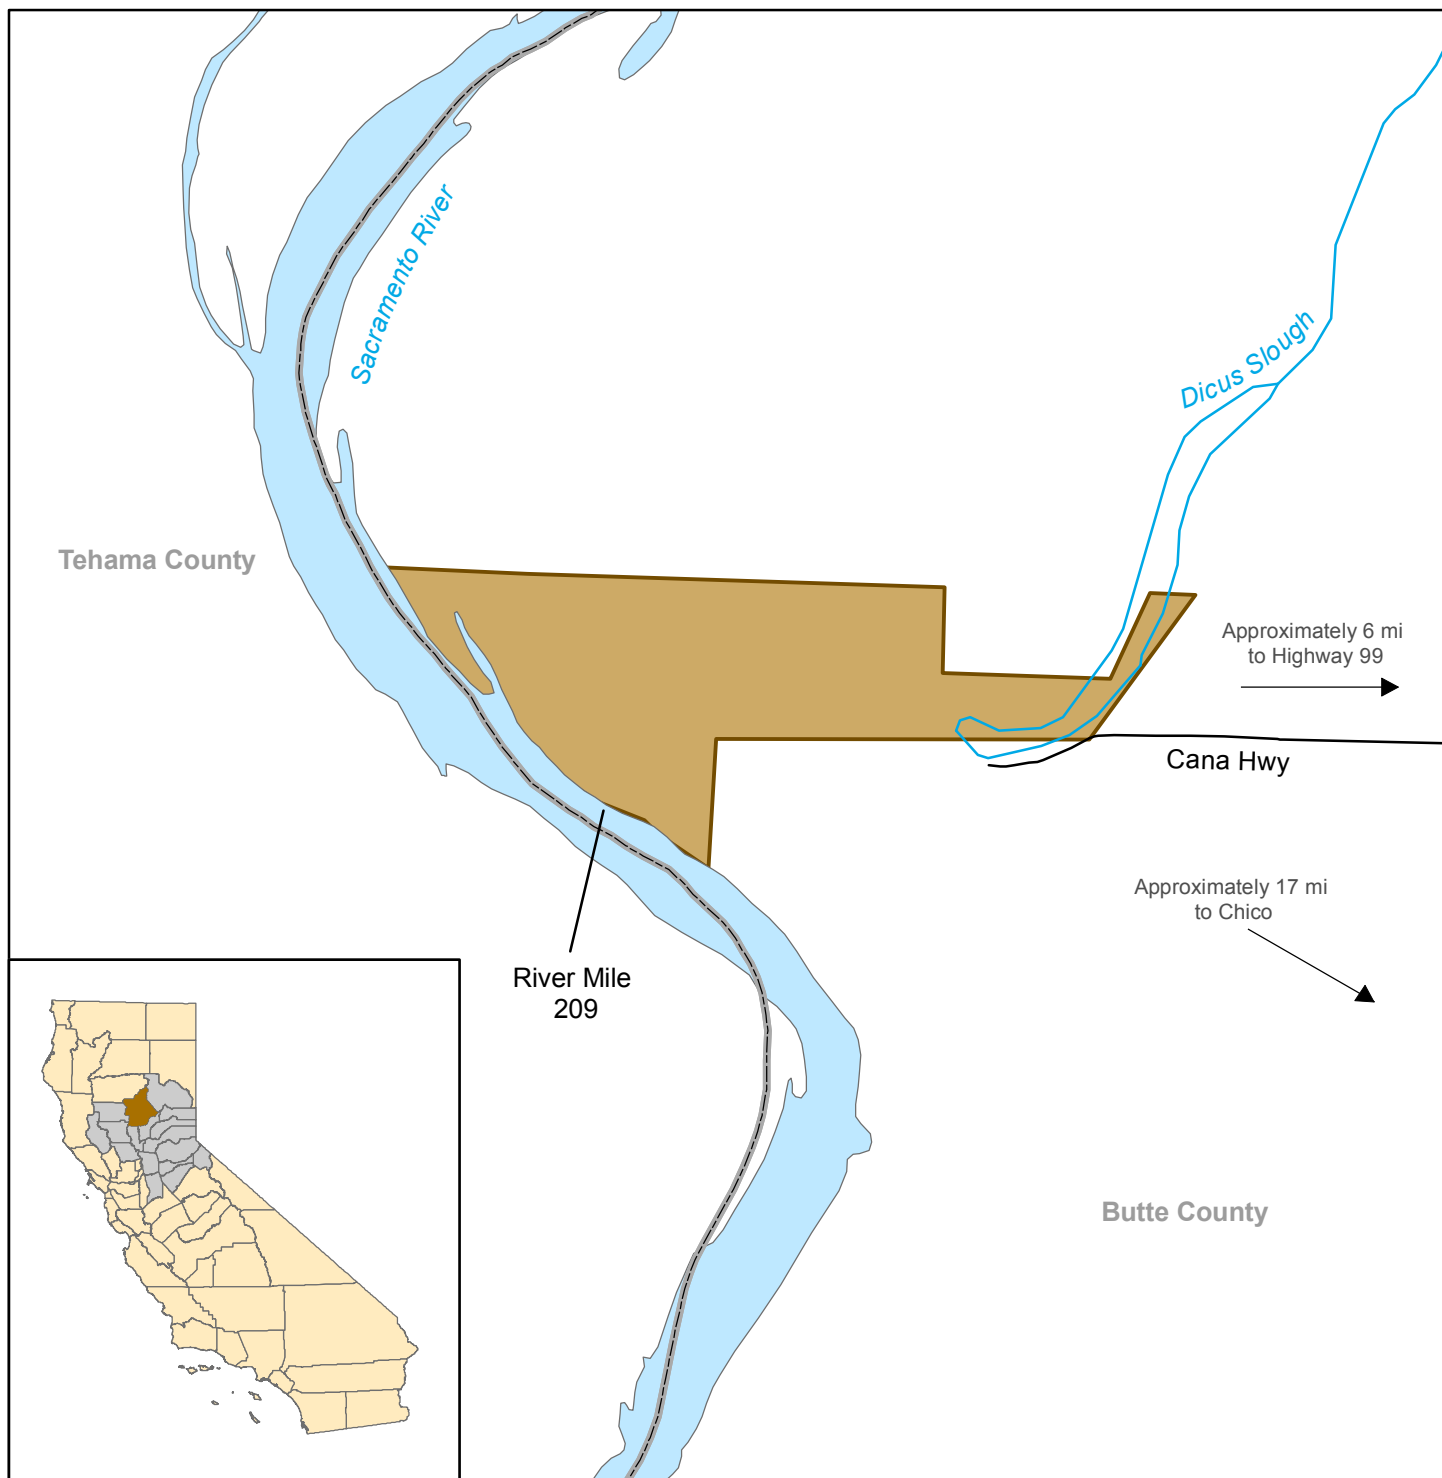 Sacramento River
Dicus Slough
Tehama County
Approximately 6 mi
to Highway 99
Cana Hwy
Approximately 17 mi
to Chico
River Mile
209
Butte County